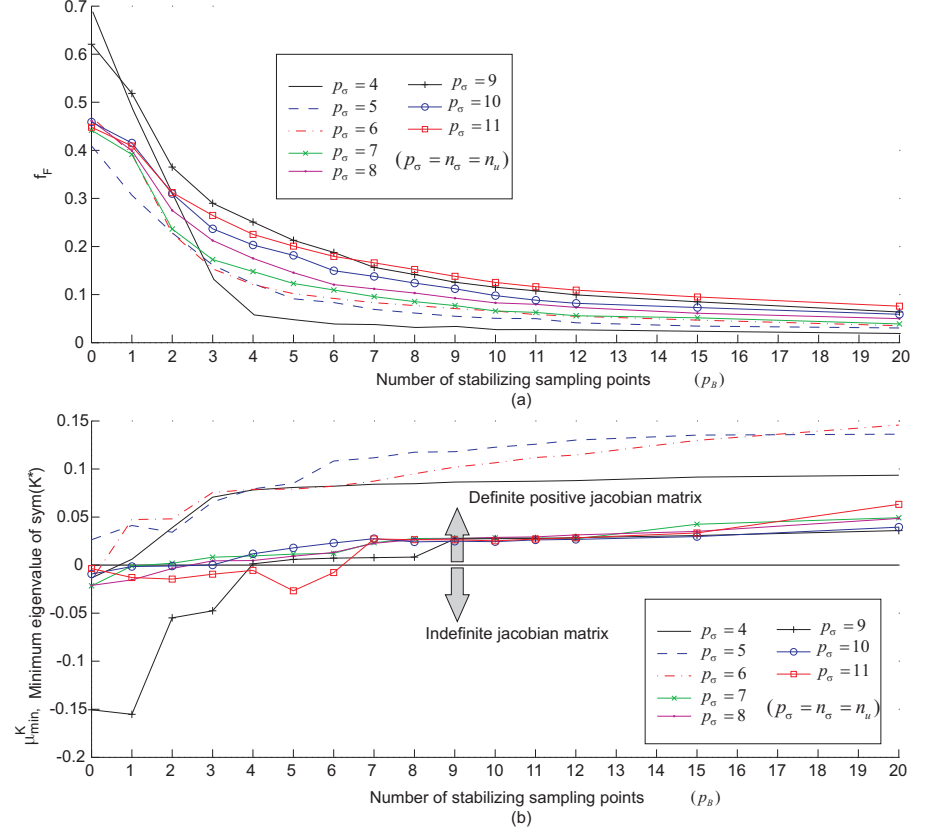 0.7
0.6
0.5
0.4
0.3
0.2
0.1
0
f_F
p_σ = 4
p_σ = 5
p_σ = 6
p_σ = 7
p_σ = 8
p_σ = 9
p_σ = 10
p_σ = 11
(p_σ = n_σ = n_u)
0 1 2 3 4 5 6 7 8 9 10 11 12 13 14 15 16 17 18 19 20
Number of stabilizing sampling points (p_B)
(a)
0.15
0.1
0.05
0
-0.05
-0.1
-0.15
-0.2
μ^K_min, Minimum eigenvalue of sym(K*)
Definite positive jacobian matrix
Indefinite jacobian matrix
p_σ = 4
p_σ = 5
p_σ = 6
p_σ = 7
p_σ = 8
p_σ = 9
p_σ = 10
p_σ = 11
(p_σ = n_σ = n_u)
0 1 2 3 4 5 6 7 8 9 10 11 12 13 14 15 16 17 18 19 20
Number of stabilizing sampling points (p_B)
(b)